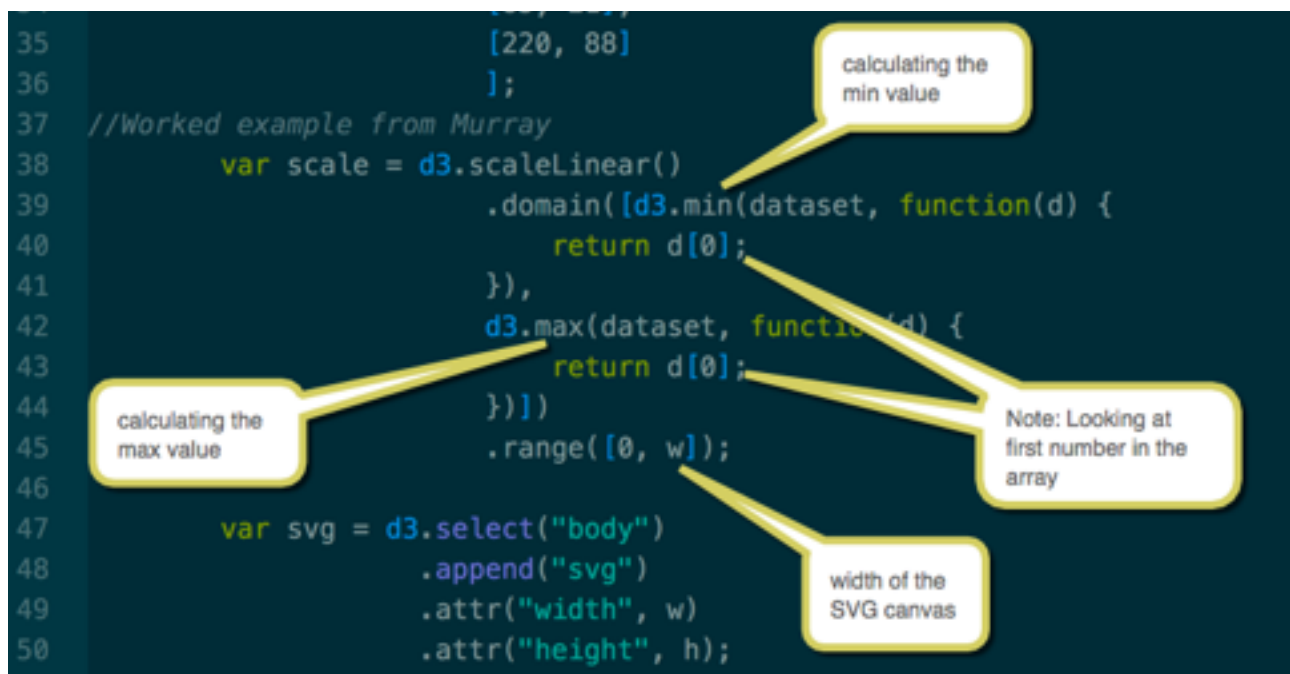 35 [220, 88]
36 ];
37 //Worked example from Murray
38 var scale = d3.scaleLinear()
39 .domain([d3.min(dataset, function(d) {
40 return d[0];
41 }),
42 d3.max(dataset, function(d) {
43 return d[0];
44 })])
45 .range([0, w]);
46
47 var svg = d3.select("body")
48 .append("svg")
49 .attr("width", w)
50 .attr("height", h);
calculating the
min value
calculating the
max value
Note: Looking at
first number in the
array
width of the
SVG canvas